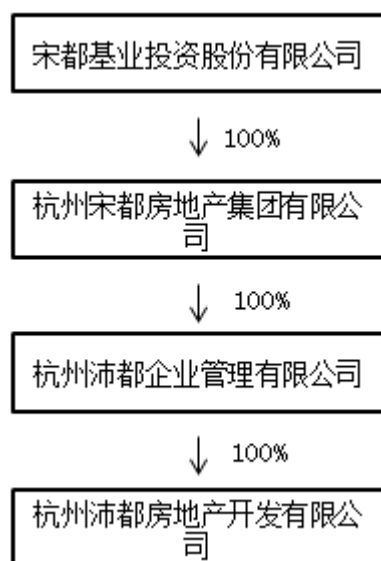 宋都基业投资股份有限公司
100%
杭州宋都房地产集团有限公
司
100%
杭州沛都企业管理有限公司
100%
杭州沛都房地产开发有限公
司